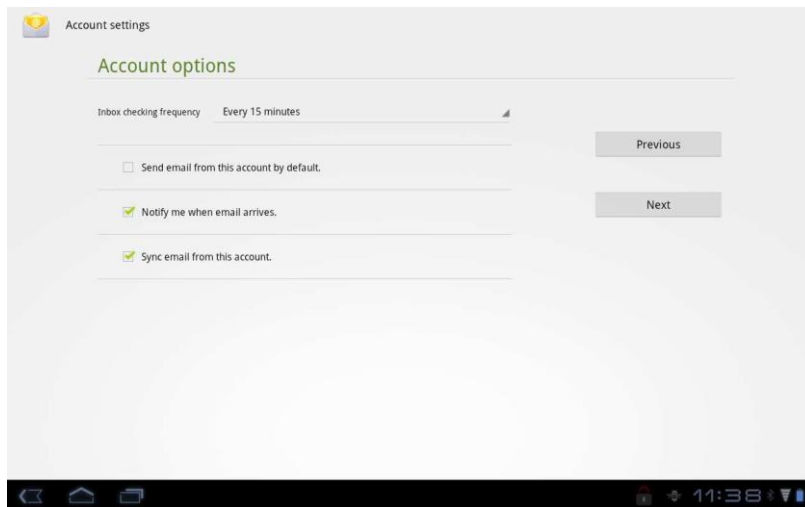 Account settings
Account options
Inbox checking frequency Every 15 minutes
Previous
Send email from this account by default.
Notify me when email arrives.
Next
Sync email from this account.
11:38